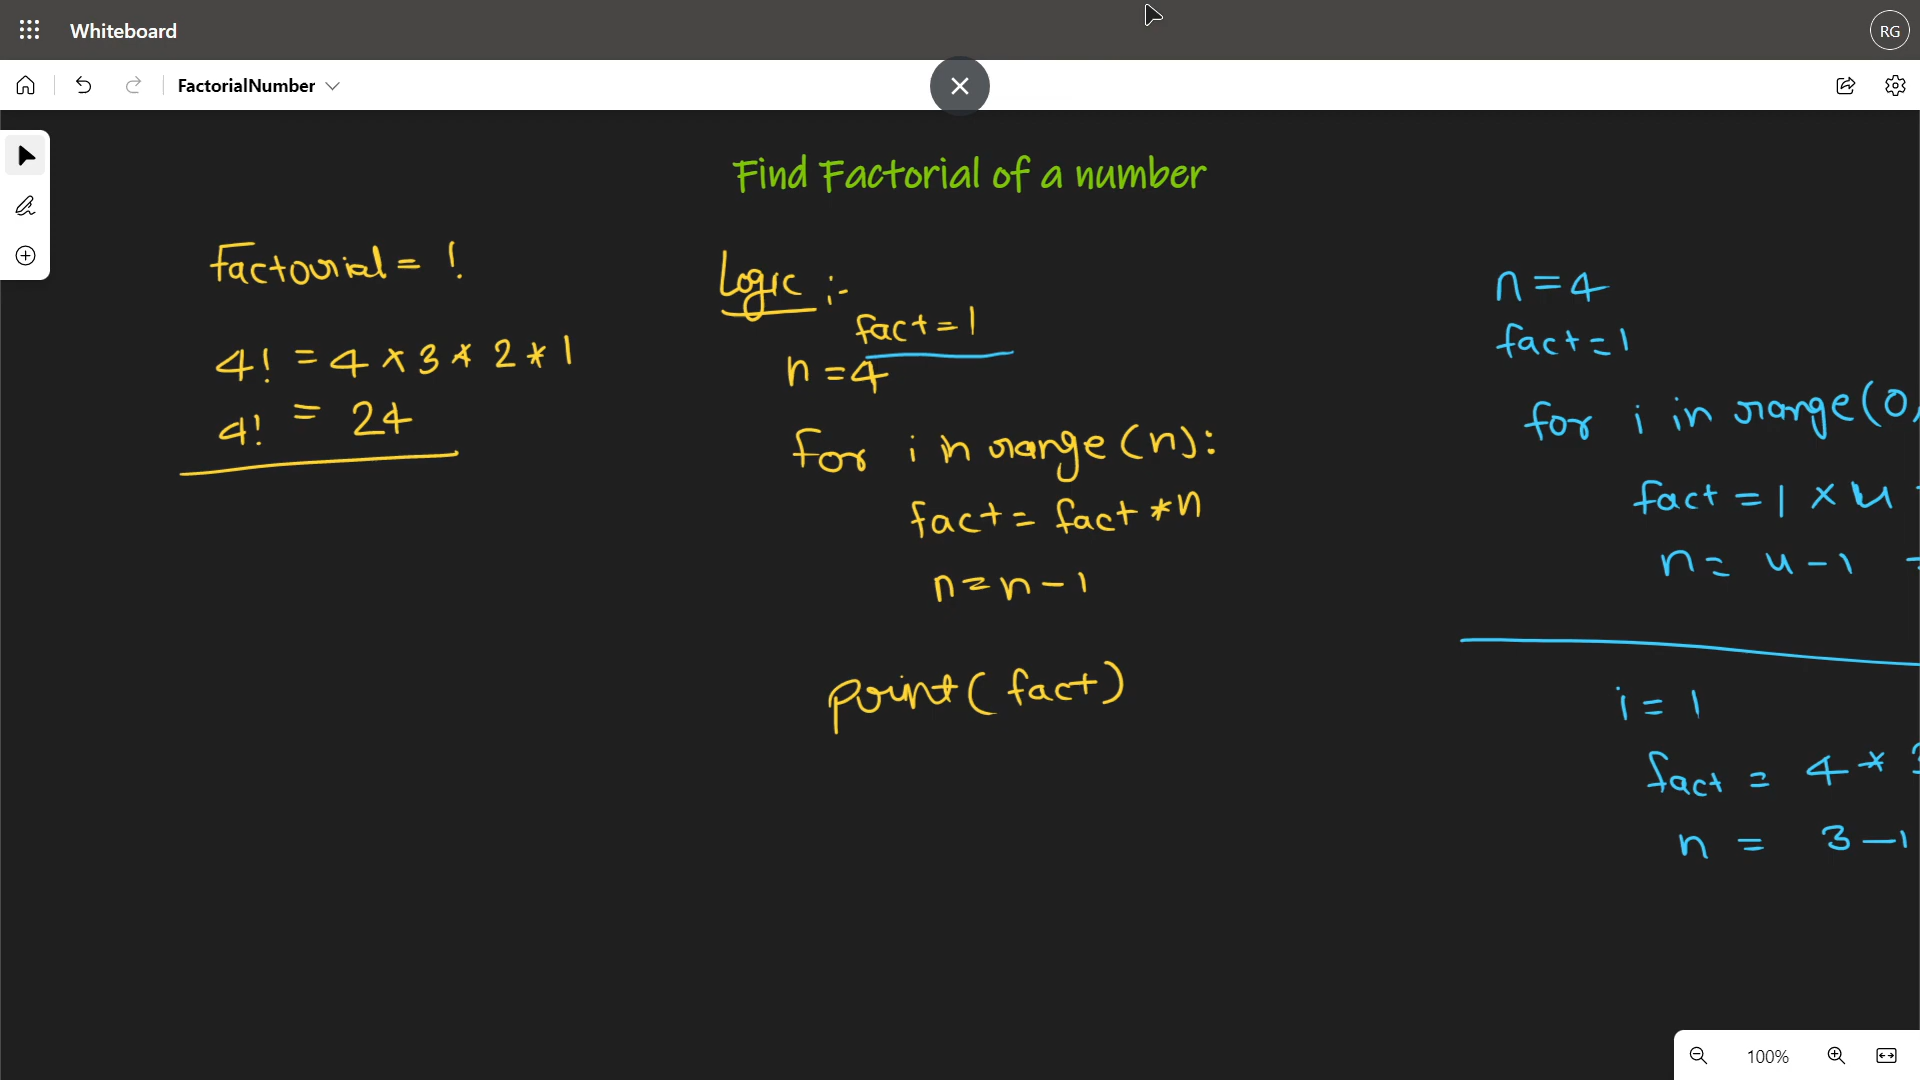 Whiteboard
RG
FactorialNumber
Find Factorial of a number
Factorial = !
4! = 4 × 3 * 2 * 1
4! = 24
Logic :-
fact = 1
n = 4
for i in range (n):
fact = fact * n
n = n - 1
print( fact)
n = 4
fact = 1
for i in range(0,
fact = 1 × 4
n = 4 - 1
i = 1
fact = 4 * 3
n = 3 - 1
100%